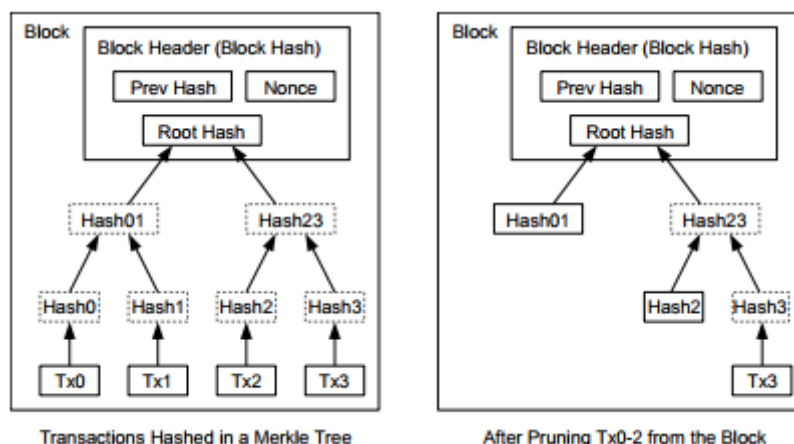 Block
Block Header (Block Hash)
Prev Hash
Nonce
Root Hash
Hash01
Hash23
Hash0
Hash1
Hash2
Hash3
Tx0
Tx1
Tx2
Tx3
Transactions Hashed in a Merkle Tree
Block
Block Header (Block Hash)
Prev Hash
Nonce
Root Hash
Hash01
Hash23
Hash2
Hash3
Tx3
After Pruning Tx0-2 from the Block